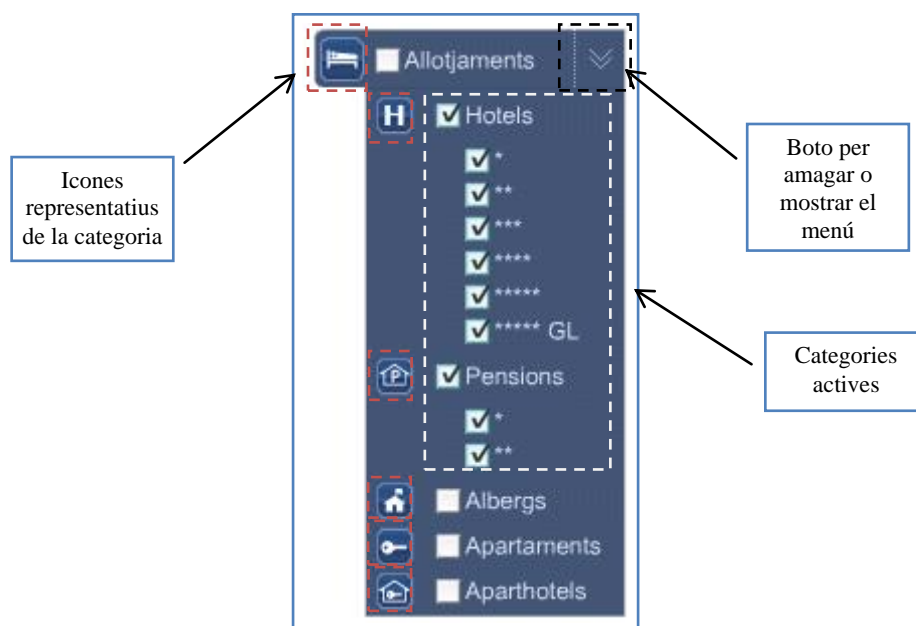 Allotjaments
H Hotels
*
**
***
****
*****
***** GL
P Pensions
*
**
Albergs
Apartaments
Aparthotels
Icones
representatius
de la categoria
Boto per
amagar o
mostrar el
menú
Categories
actives